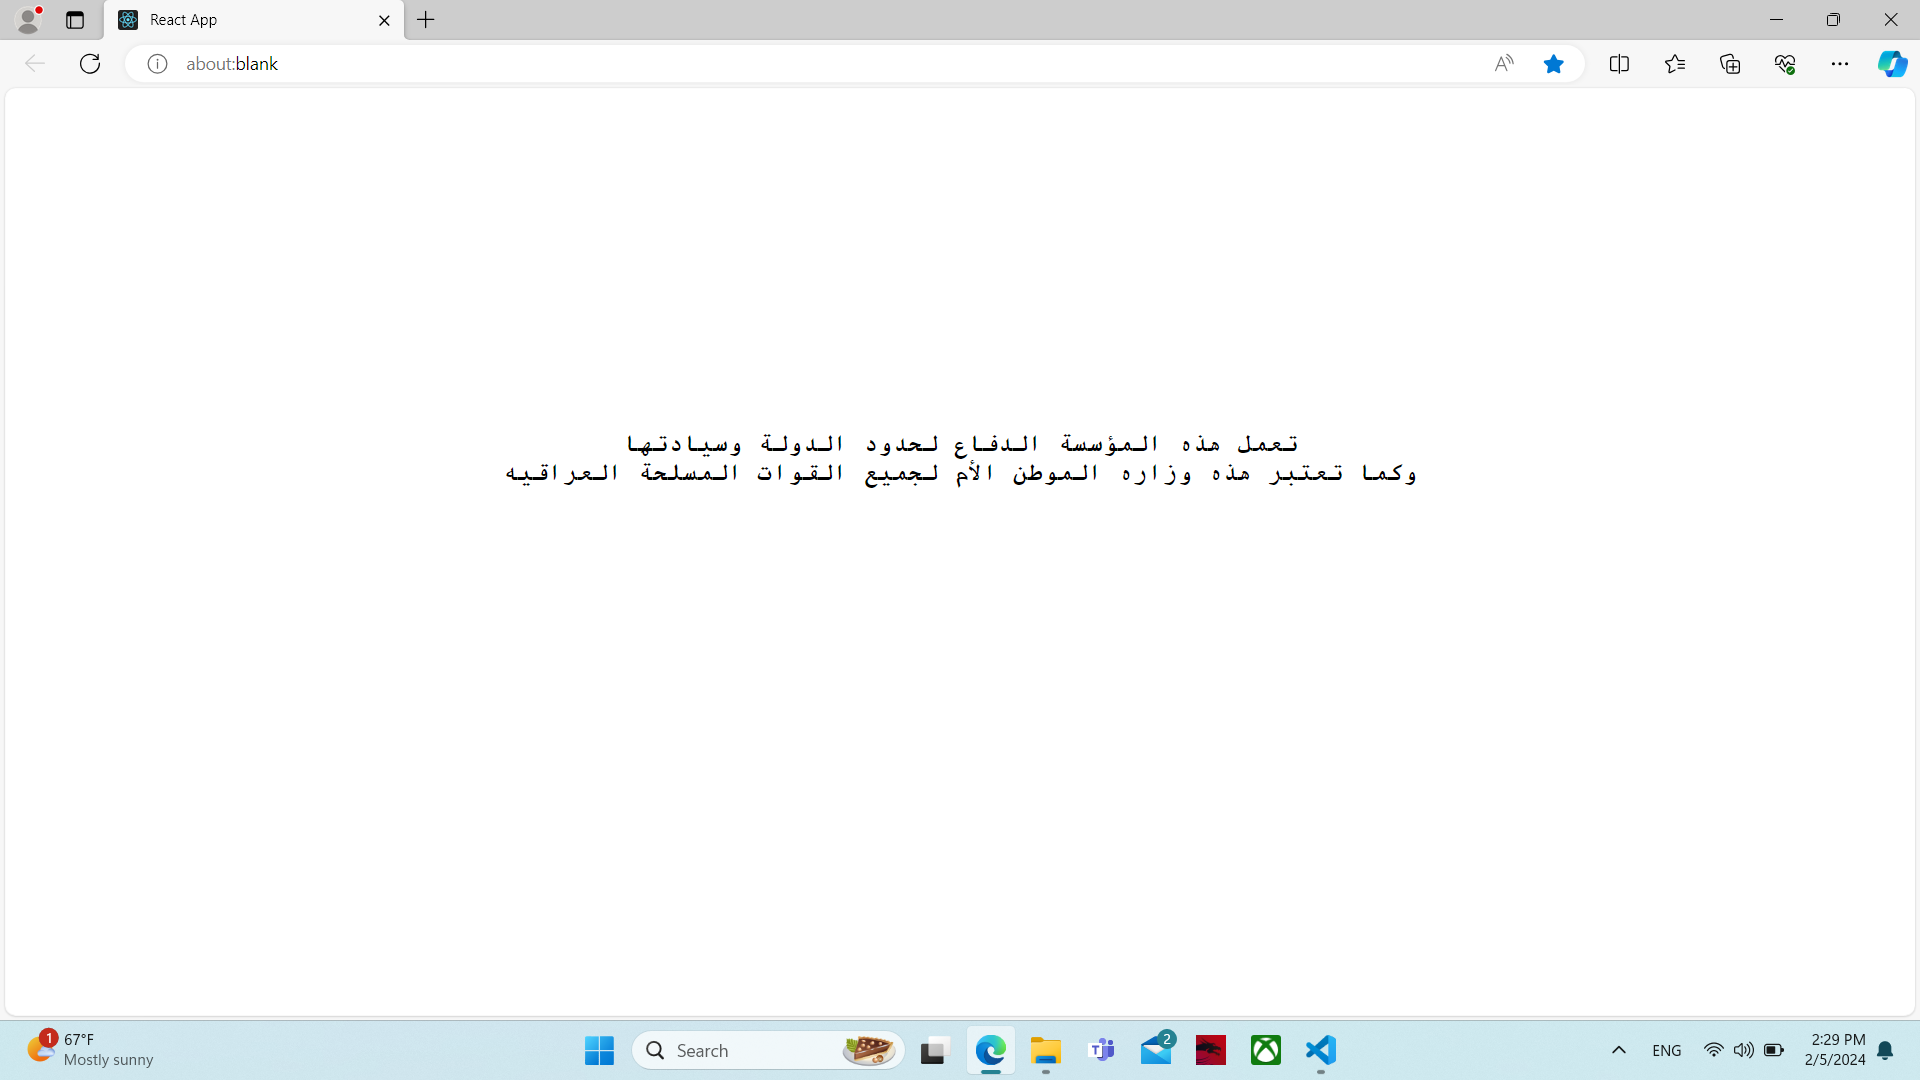 React App
about:blank
تعمل هذه المؤسسة الدفاع لحدود الدولة وسيادتها
وكما تعتبر هذه وزاره الموطن الأم لجميع القوات المسلحة العراقيه
1
67°F
Mostly sunny
Search
2
ENG
2:29 PM
2/5/2024